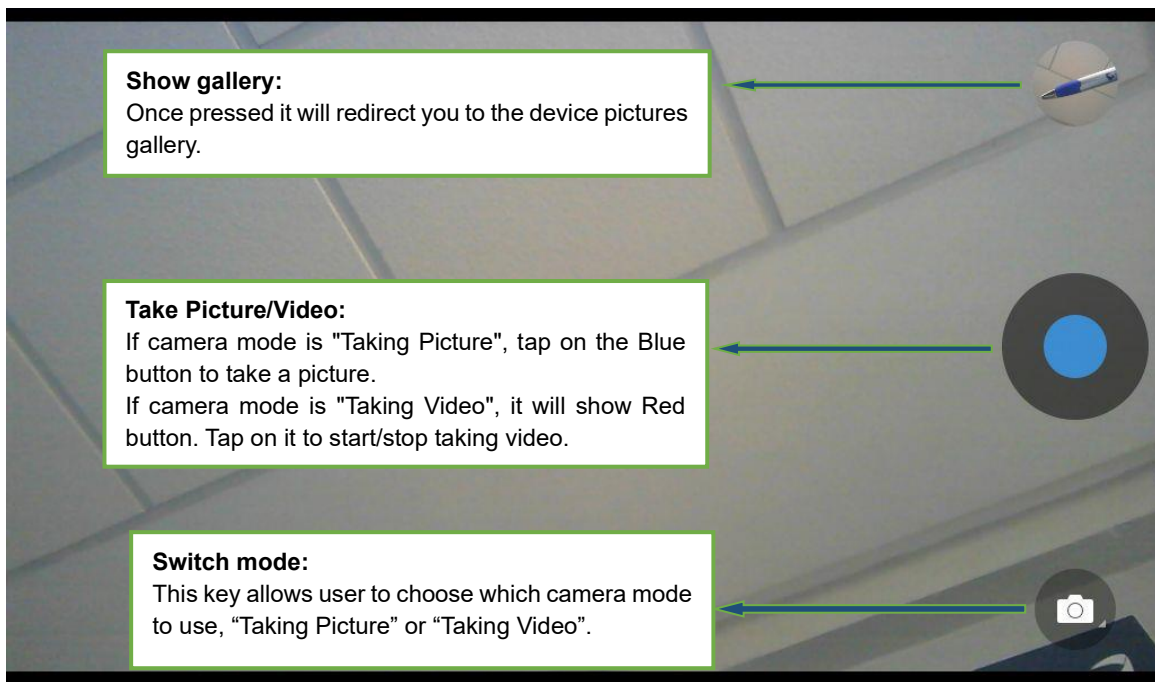 Show gallery:
Once pressed it will redirect you to the device pictures
gallery.
Take Picture/Video:
If camera mode is "Taking Picture", tap on the Blue
button to take a picture.
If camera mode is "Taking Video", it will show Red
button. Tap on it to start/stop taking video.
Switch mode:
This key allows user to choose which camera mode
to use, “Taking Picture” or “Taking Video”.